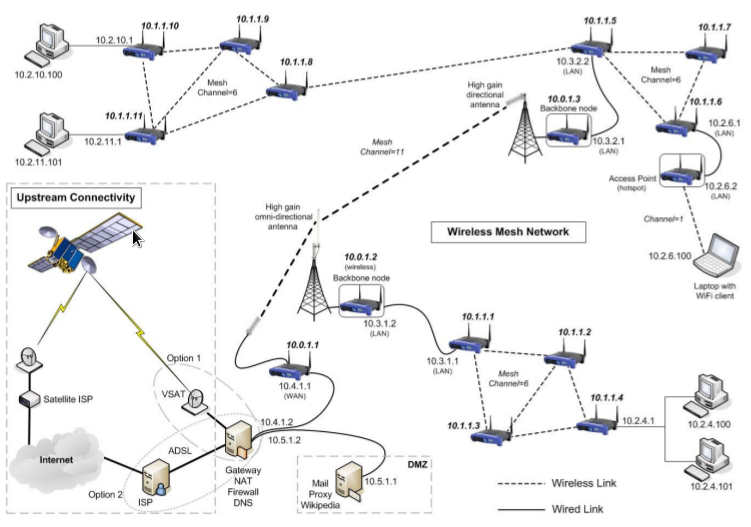 10.1.1.10
10.2.10.1
10.2.10.100
10.1.1.9
Mesh
Channel=6
10.1.1.8
10.1.1.11
10.2.11.1
10.2.11.101
10.1.1.5
10.3.2.2
(LAN)
10.1.1.7
Mesh
Channel=6
10.1.1.6
10.2.6.1
(LAN)
High gain
directional
antenna
10.0.1.3
Backbone node
10.3.2.1
(LAN)
Access Point
(hotspot)
10.2.6.2
(LAN)
Channel=1
10.2.6.100
Laptop with
WiFi client
Mesh
Channel=11
Upstream Connectivity
High gain
omni-directional
antenna
Wireless Mesh Network
10.0.1.2
(wireless)
Backbone node
10.3.1.2
(LAN)
10.1.1.1
10.3.1.1
(LAN)
10.1.1.2
Mesh
Channel=6
10.1.1.3
10.1.1.4
10.2.4.1
10.2.4.100
10.2.4.101
10.0.1.1
10.4.1.1
(WAN)
Option 1
VSAT
Satellite ISP
10.4.1.2
10.5.1.2
ADSL
Internet
Option 2
ISP
Gateway
NAT
Firewall
DNS
DMZ
10.5.1.1
Mail
Proxy
Wikipedia
Wireless Link
Wired Link